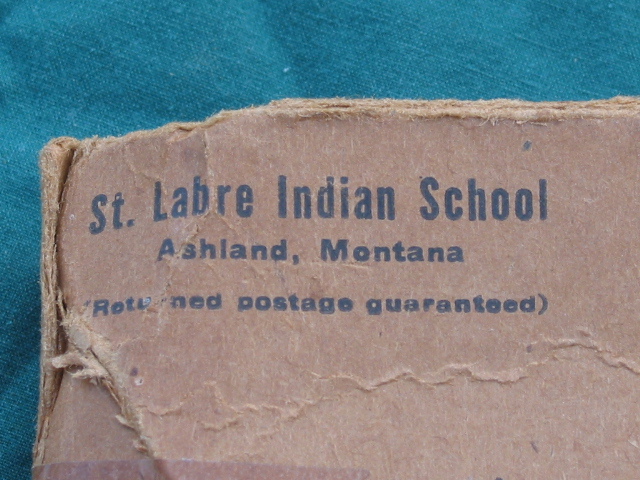 St. Labre Indian School
Ashland, Montana
(Returned postage guaranteed)